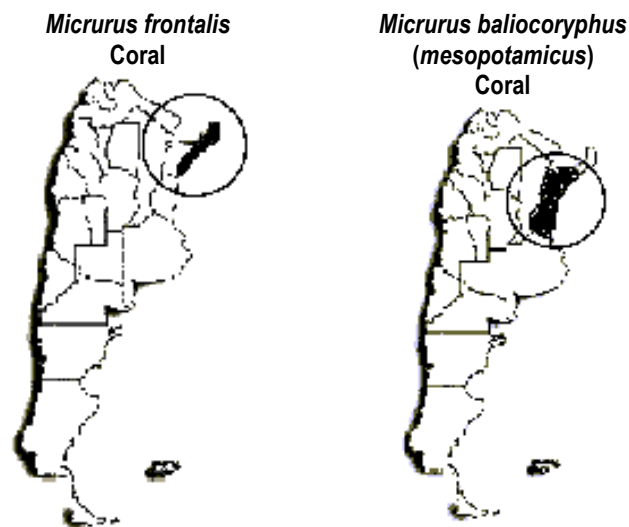 Micrurus frontalis
Coral
Micrurus baliocoryphus
(mesopotamicus)
Coral